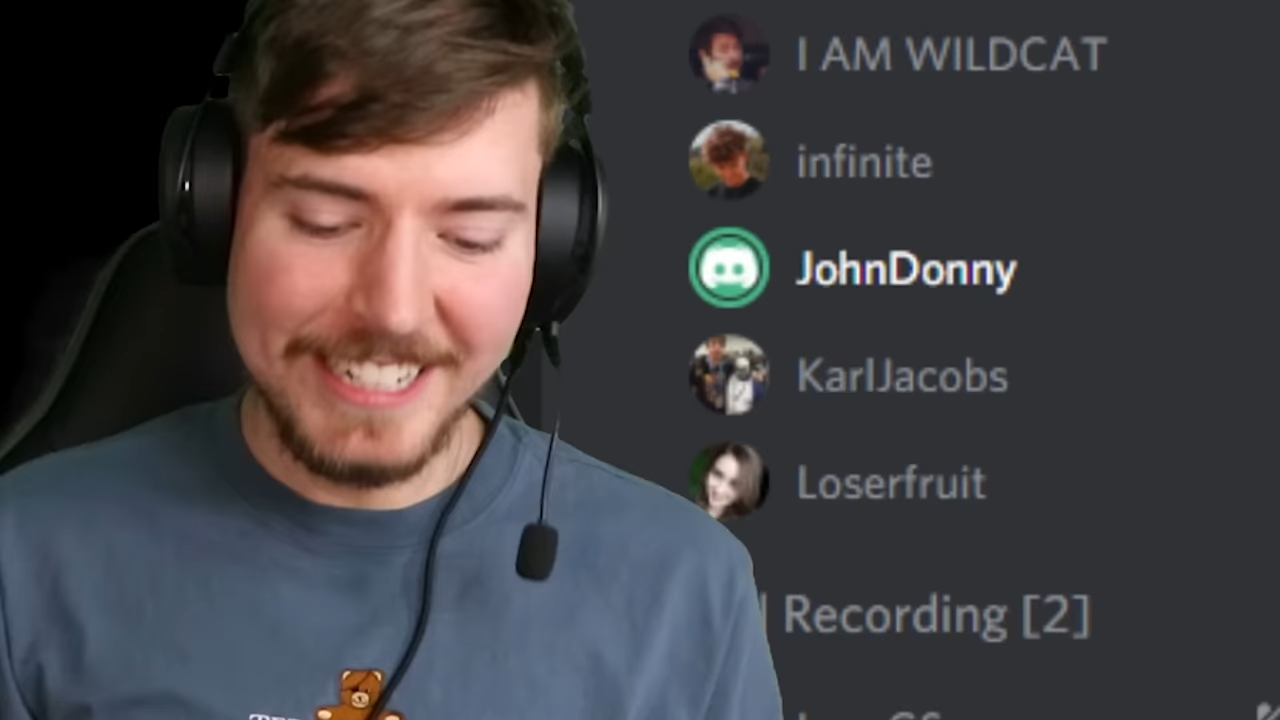 I AM WILDCAT
infinite
JohnDonny
KarlJacobs
Loserfruit
Recording [2]